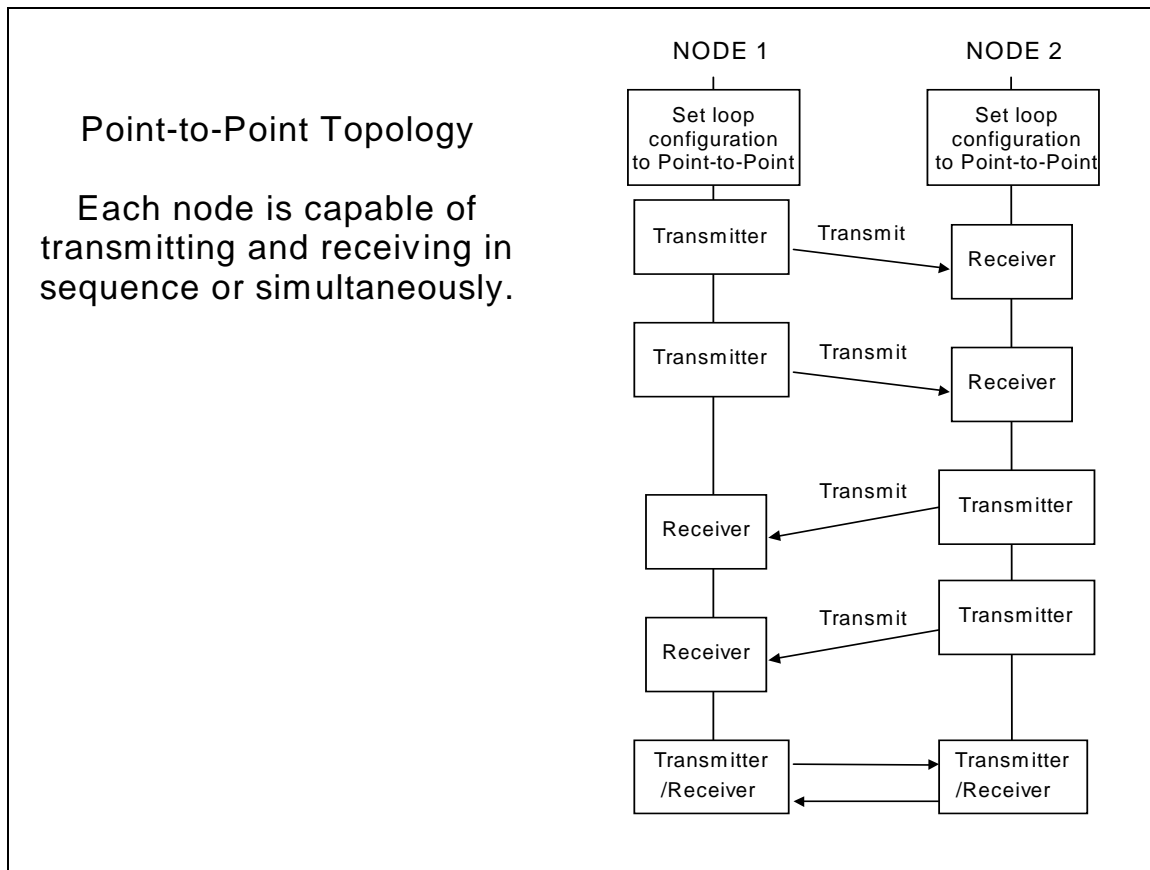 Point-to-Point Topology
Each node is capable of
transmitting and receiving in
sequence or simultaneously.
NODE 1
NODE 2
Set loop
configuration
to Point-to-Point
Set loop
configuration
to Point-to-Point
Transmitter
Transmit
Receiver
Transmitter
Transmit
Receiver
Transmit
Transmitter
Receiver
Transmit
Transmitter
Receiver
Transmitter
/Receiver
Transmitter
/Receiver